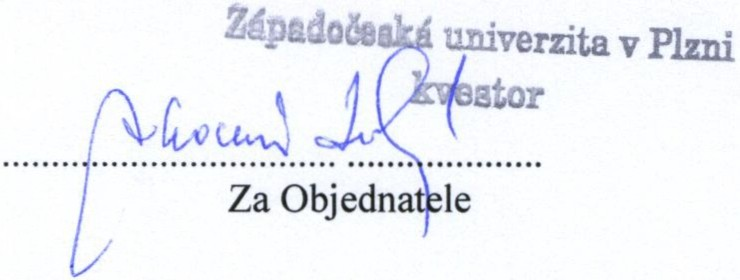 Západočeská univerzita v Plzni
kvestor
Za Objednatele